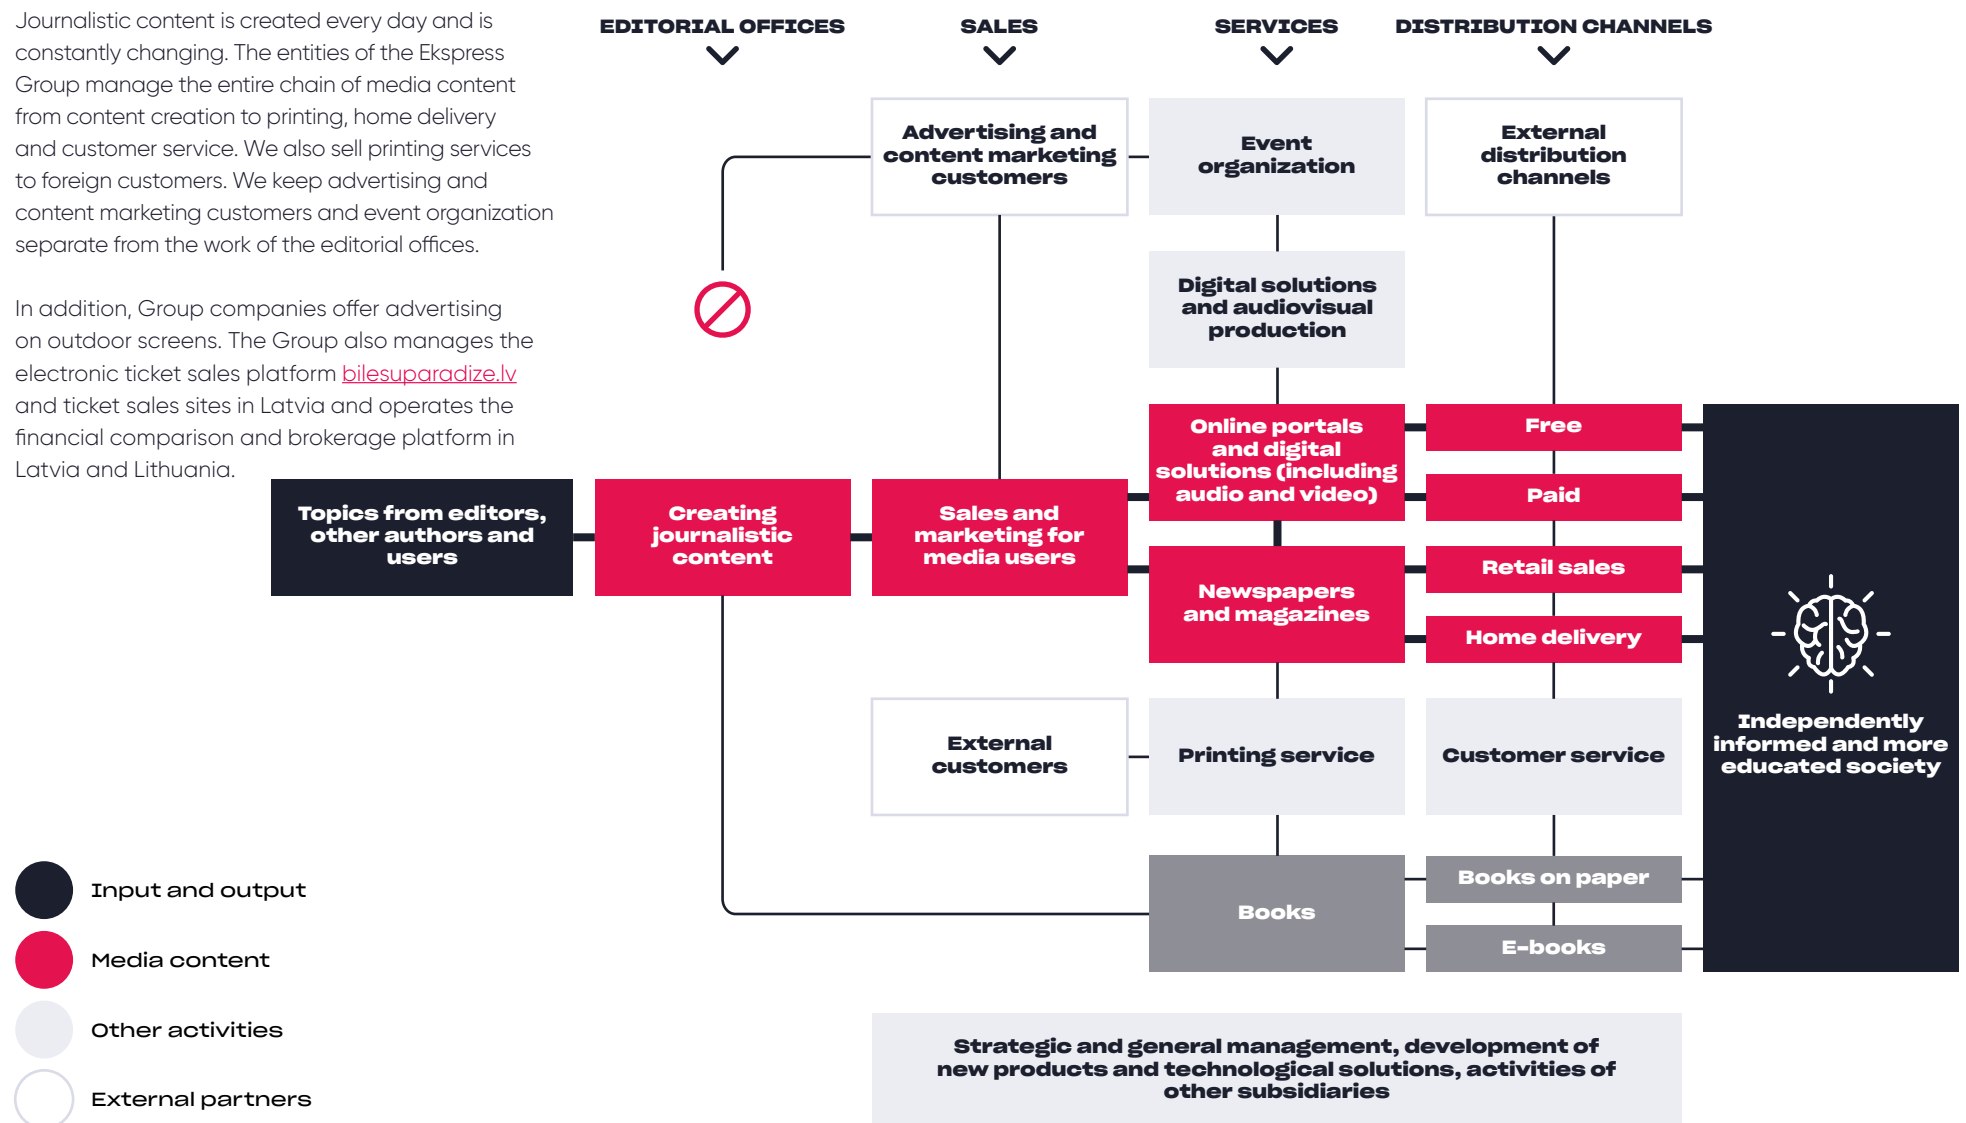 Journalistic content is created every day and is
constantly changing. The entities of the Ekspress
Group manage the entire chain of media content
from content creation to printing, home delivery
and customer service. We also sell printing services
to foreign customers. We keep advertising and
content marketing customers and event organization
separate from the work of the editorial offices.
In addition, Group companies offer advertising
on outdoor screens. The Group also manages the
electronic ticket sales platform bilesuparadize.lv
and ticket sales sites in Latvia and operates the
financial comparison and brokerage platform in
Latvia and Lithuania.
EDITORIAL OFFICES
SALES
SERVICES
DISTRIBUTION CHANNELS
Advertising and
content marketing
customers
Event
organization
External
distribution
channels
Digital solutions
and audiovisual
production
Topics from editors,
other authors and
users
Creating
journalistic
content
Sales and
marketing for
media users
Online portals
and digital
solutions (including
audio and video)
Free
Paid
Newspapers
and magazines
Retail sales
Home delivery
External
customers
Printing service
Customer service
Independently
informed and more
educated society
Books
Books on paper
E-books
Input and output
Media content
Other activities
External partners
Strategic and general management, development of
new products and technological solutions, activities of
other subsidiaries